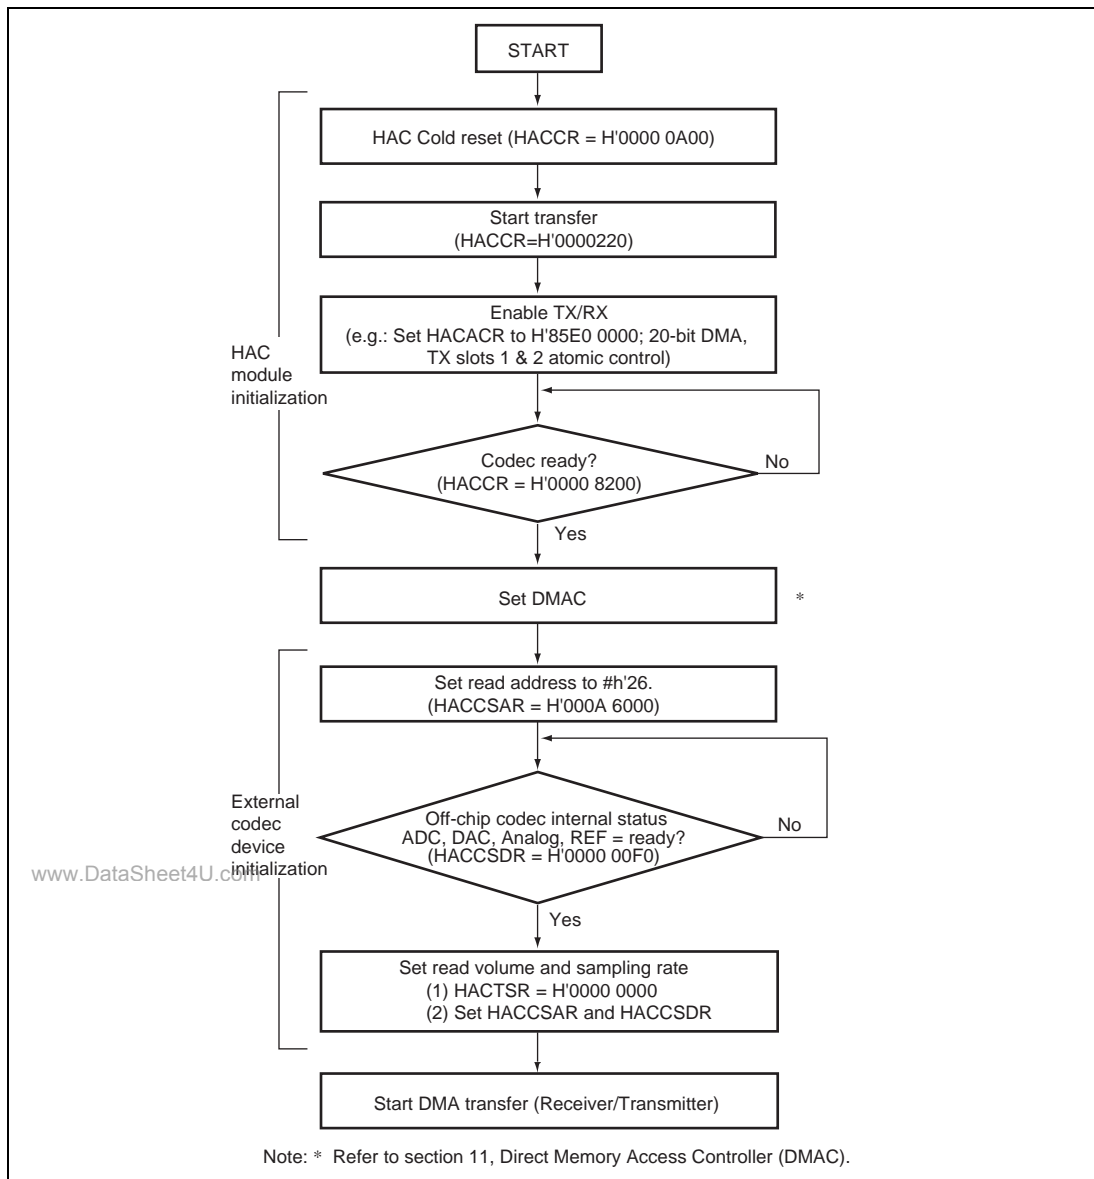 START
HAC Cold reset (HACCR = H'0000 0A00)
Start transfer
(HACCR=H'0000220)
Enable TX/RX
(e.g.: Set HACACR to H'85E0 0000; 20-bit DMA,
TX slots 1 & 2 atomic control)
HAC
module
initialization
Codec ready?
(HACCR = H'0000 8200)
No
Yes
Set DMAC
*
Set read address to #h'26.
(HACCSAR = H'000A 6000)
External
codec
device
initialization
Off-chip codec internal status
ADC, DAC, Analog, REF = ready?
(HACCSDR = H'0000 00F0)
No
www.DataSheet4U.com
Yes
Set read volume and sampling rate
(1) HACTSR = H'0000 0000
(2) Set HACCSAR and HACCSDR
Start DMA transfer (Receiver/Transmitter)
Note: * Refer to section 11, Direct Memory Access Controller (DMAC).